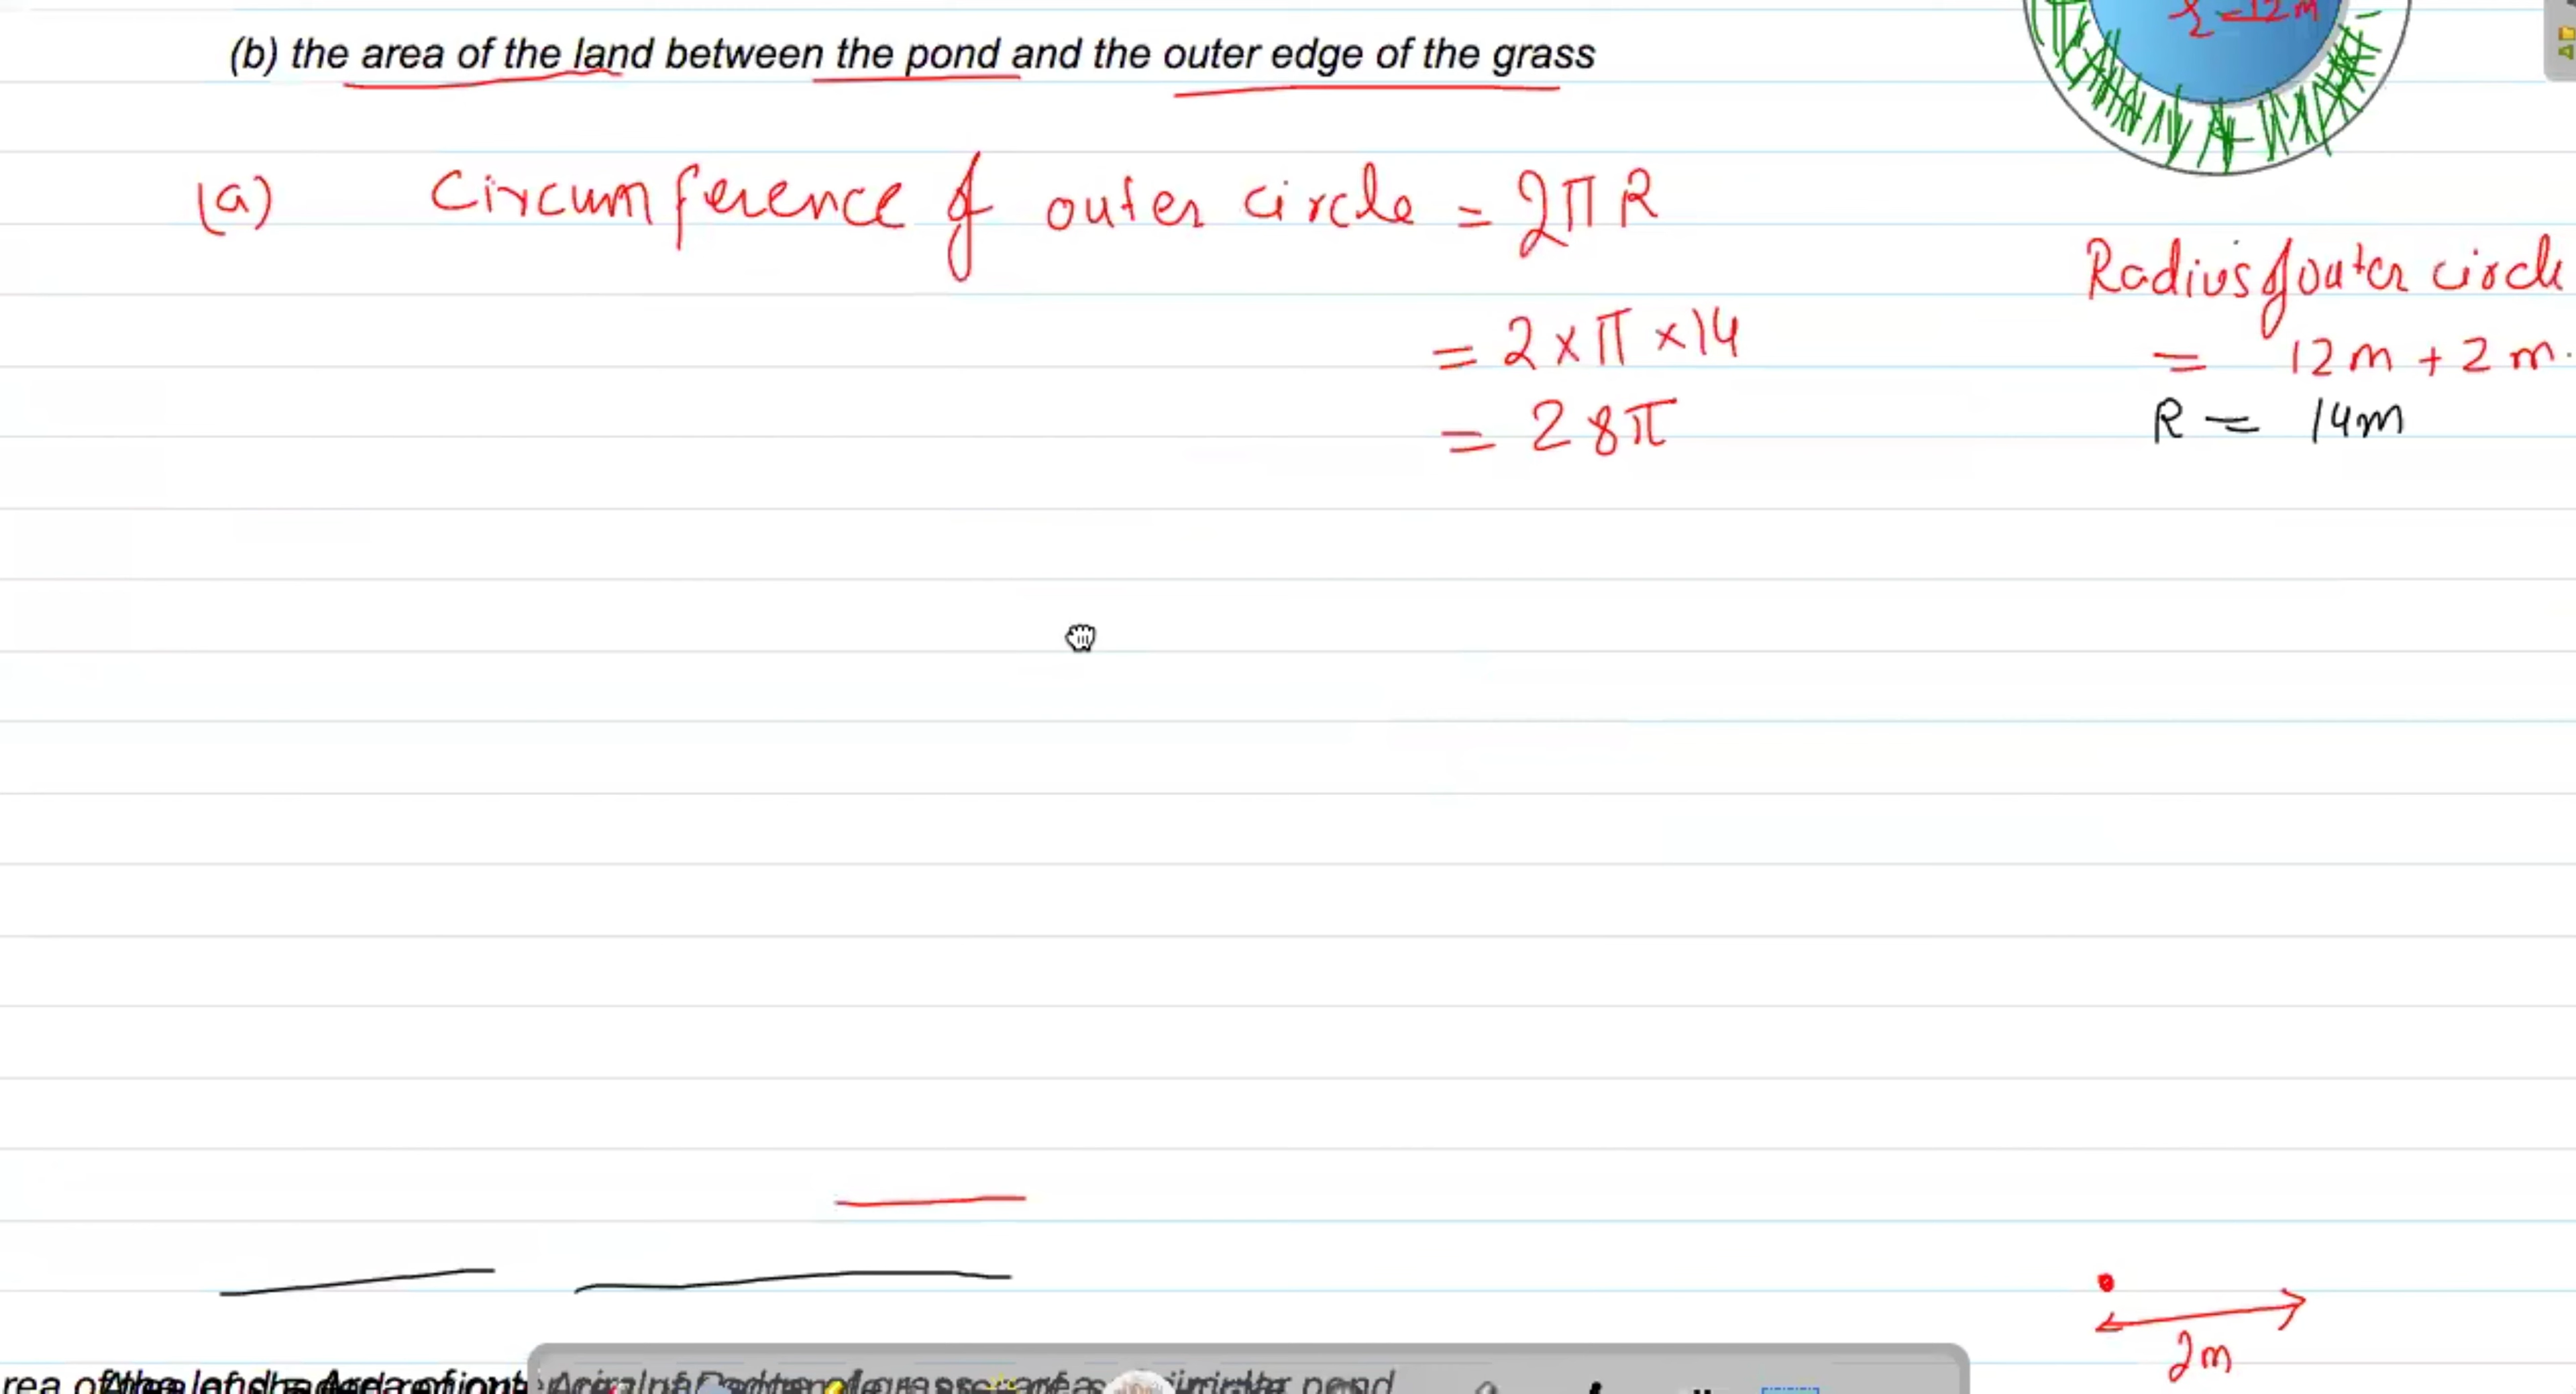 = 12m
(b) the area of the land between the pond and the outer edge of the grass
(a) Circumference of outer circle = 2πR
= 2 × π × 14
= 28π
Radius of outer circle
= 12m + 2m.
R = 14m
2m